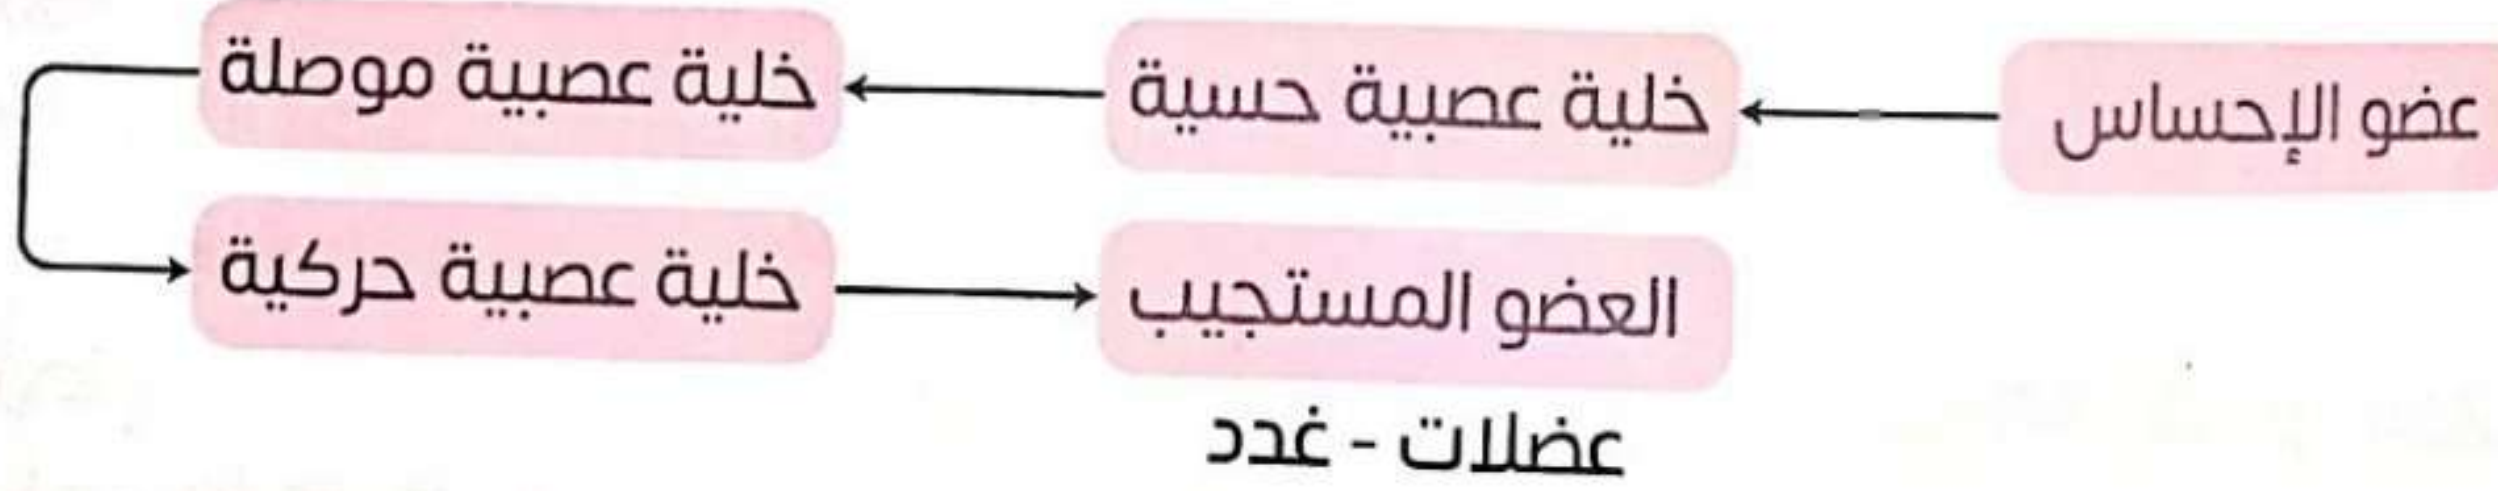 عضو الإحساس
خلية عصبية حسية
خلية عصبية موصلة
خلية عصبية حركية
العضو المستجيب
عضلات - غدد